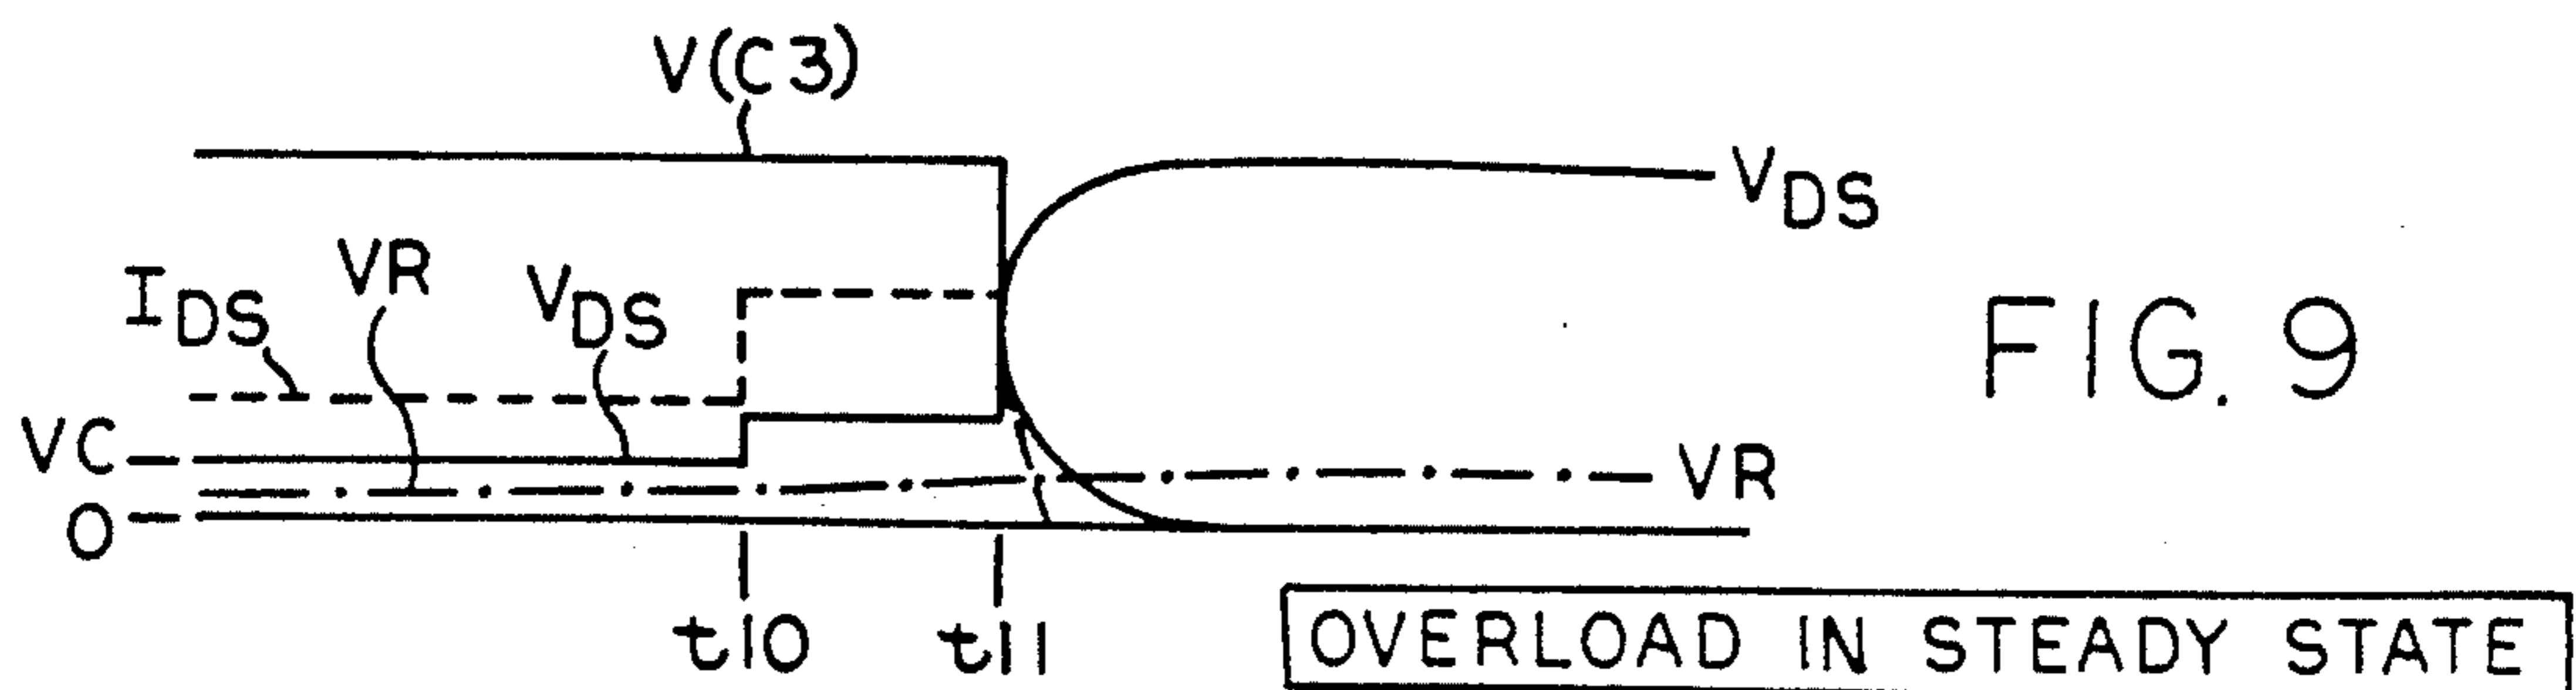 V(C3)
VDS
IDS
VR
VDS
FIG. 9
VC
VR
O
t10
t11
OVERLOAD IN STEADY STATE